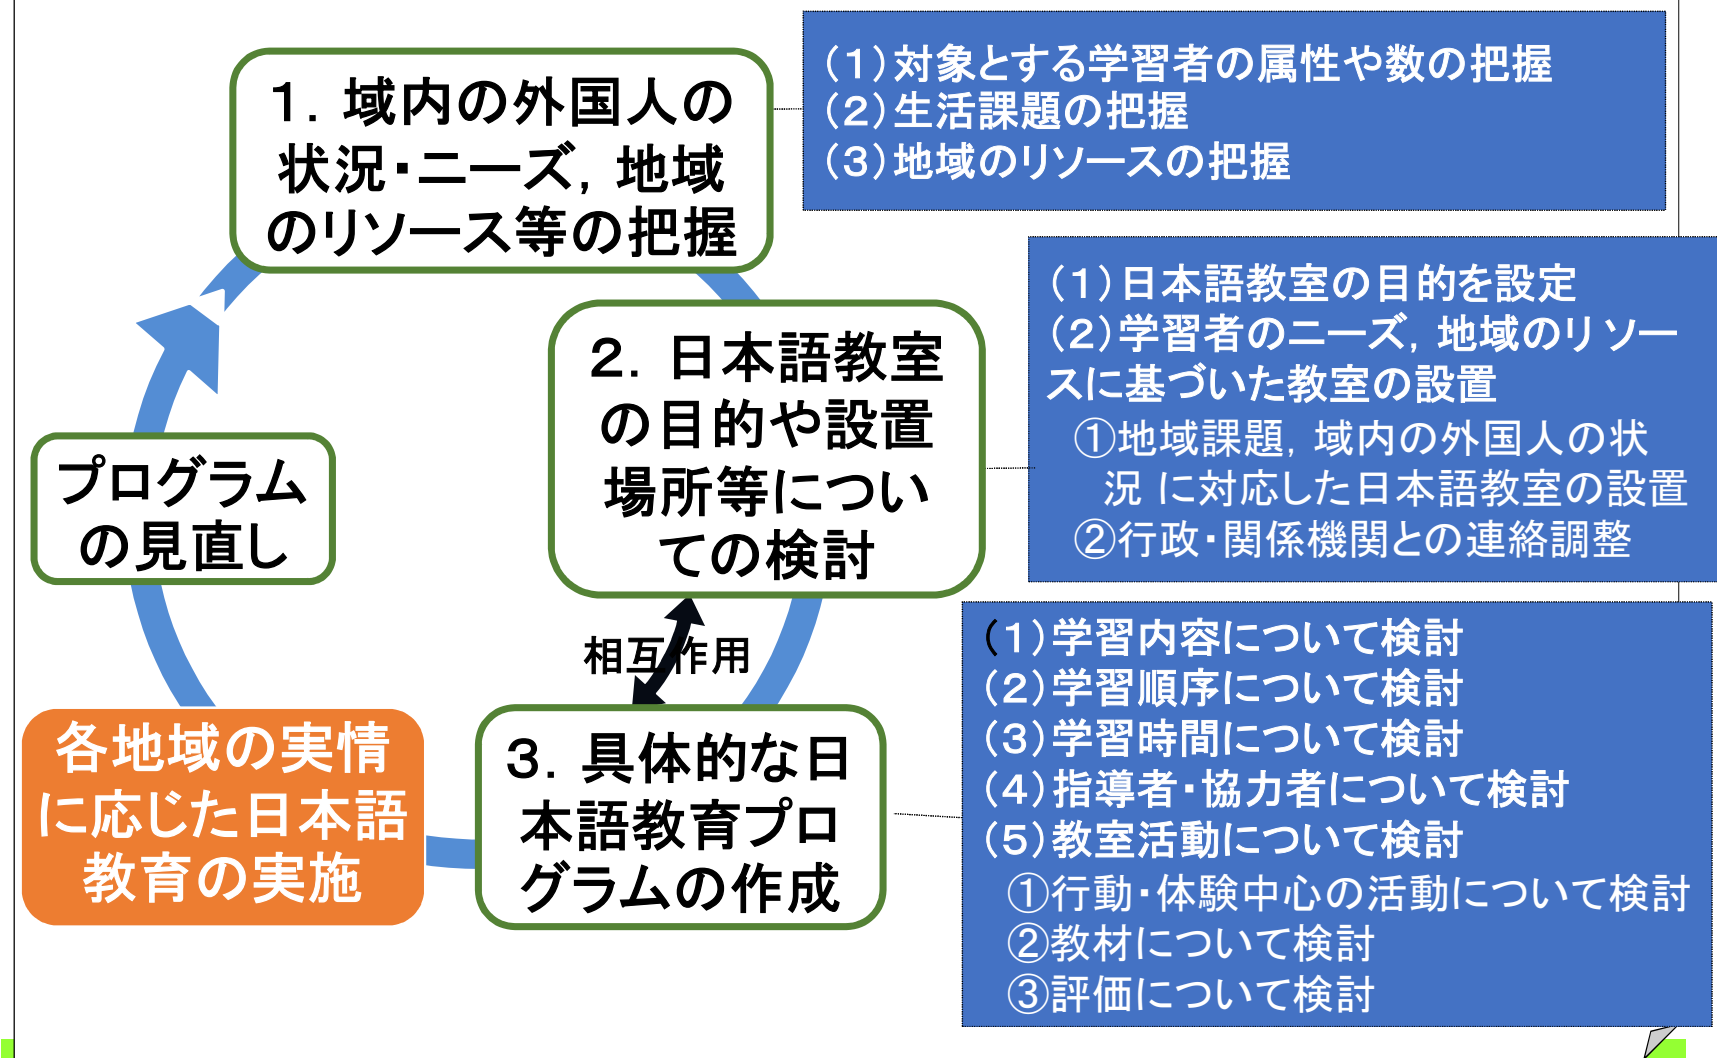 1．域内の外国人の
状況・ニーズ，地域
のリソース等の把握
（1）対象とする学習者の属性や数の把握
（2）生活課題の把握
（3）地域のリソースの把握
2．日本語教室
の目的や設置
場所等につい
ての検討
（1）日本語教室の目的を設定
（2）学習者のニーズ，地域のリソー
スに基づいた教室の設置
①地域課題，域内の外国人の状
況 に対応した日本語教室の設置
②行政・関係機関との連絡調整
相互作用
3．具体的な日
本語教育プロ
グラムの作成
（1）学習内容について検討
（2）学習順序について検討
（3）学習時間について検討
（4）指導者・協力者について検討
（5）教室活動について検討
①行動・体験中心の活動について検討
②教材について検討
③評価について検討
各地域の実情
に応じた日本語
教育の実施
プログラム
の見直し